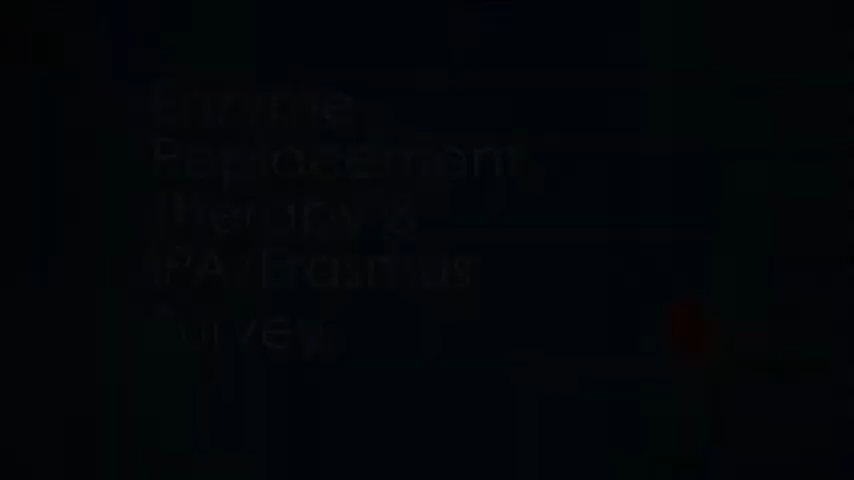 Enzyme
Replacement
Therapy &
IPA/Erasmus
Survey